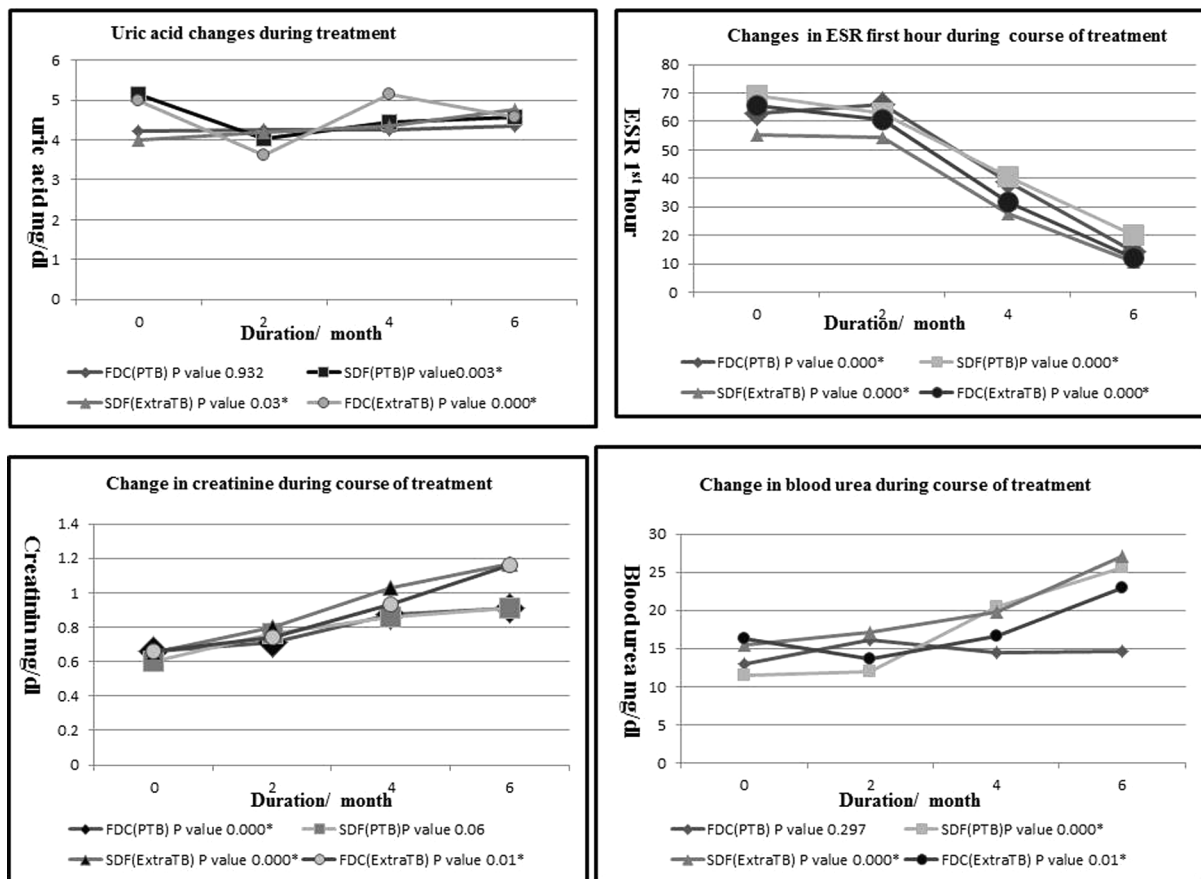 Uric acid changes during treatment
6
5
4
3
2
1
0
uric acid mg/dl
0 2 4 6
Duration/ month
FDC(PTB) P value 0.932 SDF(PTB)P value0.003*
SDF(ExtraTB) P value 0.03* FDC(ExtraTB) P value 0.000*
Changes in ESR first hour during course of treatment
80
70
60
50
40
30
20
10
0
ESR 1st hour
0 2 4 6
Duration/ month
FDC(PTB) P value 0.000* SDF(PTB) P value 0.000*
SDF(ExtraTB) P value 0.000* FDC(ExtraTB) P value 0.000*
Change in creatinine during course of treatment
1.4
1.2
1
0.8
0.6
0.4
0.2
0
Creatinin mg/dl
0 2 4 6
Duration/ month
FDC(PTB) P value 0.000* SDF(PTB)P value 0.06
SDF(ExtraTB) P value 0.000* FDC(ExtraTB) P value 0.01*
Change in blood urea during course of treatment
30
25
20
15
10
5
0
Blood urea mg/dl
0 2 4 6
Duration/ month
FDC(PTB) P value 0.297 SDF(PTB)P value 0.000*
SDF(ExtraTB) P value 0.000* FDC(ExtraTB) P value 0.01*